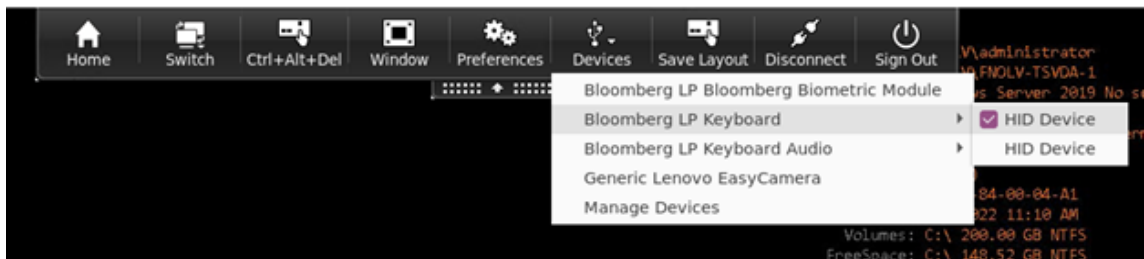 Home Switch Ctrl+Alt+Del Window Preferences Devices Save Layout Disconnect Sign Out
V\administrator
FNOLV-TSVDA-1
Server 2019 No
Bloomberg LP Bloomberg Biometric Module
Bloomberg LP Keyboard
Bloomberg LP Keyboard Audio
Generic Lenovo EasyCamera
Manage Devices
HID Device
HID Device
-84-00-04-A1
022 11:10 AM
Volumes: C:\ 200.00 GB NTFS
FreeSpace: C:\ 148.52 GB NTFS